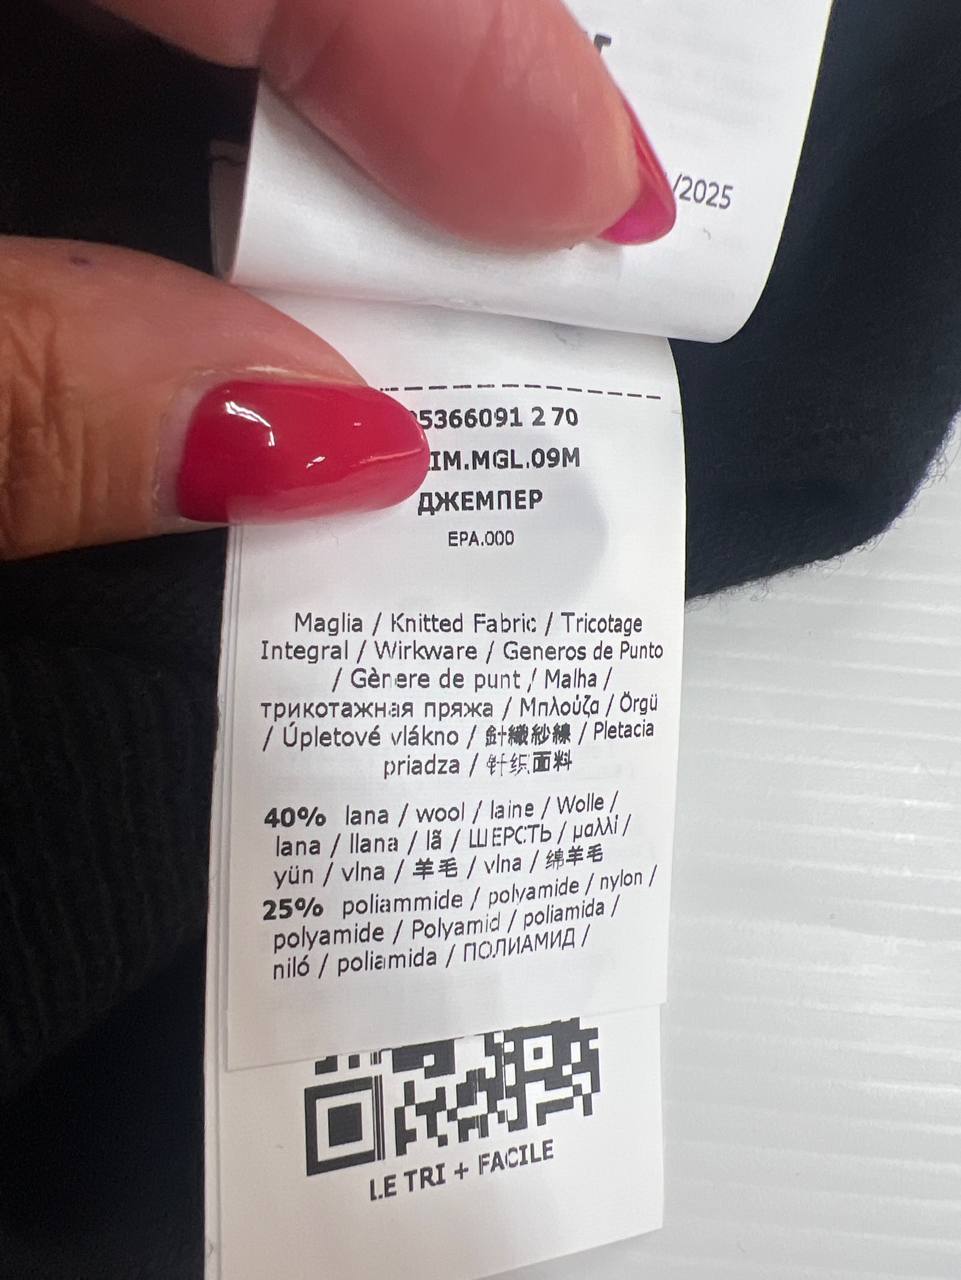 /2025
5366091 2 70
IM.MGL.09M
ДЖЕМПЕР
EPA.000
Maglia / Knitted Fabric / Tricotage
Integral / Wirkware / Generos de Punto
/ Gènere de punt / Malha /
трикотажная пряжа / Μπλούζα / Örgü
/ Úpletové vlákno / 針織紗線 / Pletacia
priadza / 针织面料
40% lana / wool / laine / Wolle /
lana / llana / lã / ШЕРСТЬ / μαλλί /
yün / vlna / 羊毛 / vlna / 绵羊毛
25% poliammide / polyamide / nylon /
polyamide / Polyamid / poliamida /
niló / poliamida / ПОЛИАМИД /
LE TRI + FACILE